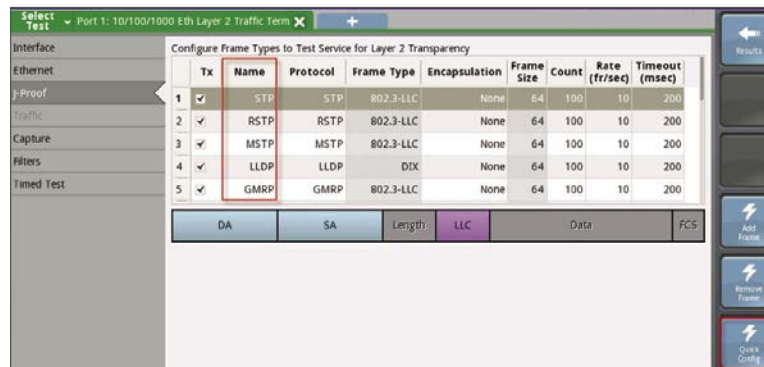 Select Test
Port 1: 10/100/1000 Eth Layer 2 Traffic Term X
+
Results
Interface
Ethernet
J-Proof
Traffic
Capture
Filters
Timed Test
Configure Frame Types to Test Service for Layer 2 Transparency
Tx Name Protocol Frame Type Encapsulation Frame Size Count Rate (fr/sec) Timeout (msec)
1 STP STP 802.3-LLC None 64 100 10 200
2 RSTP RSTP 802.3-LLC None 64 100 10 200
3 MSTP MSTP 802.3-LLC None 64 100 10 200
4 LLDP LLDP DIX None 64 100 10 200
5 GMRP GMRP 802.3-LLC None 64 100 10 200
DA SA Length LLC Data FCS
Add Frame
Remove Frame
Quick Config